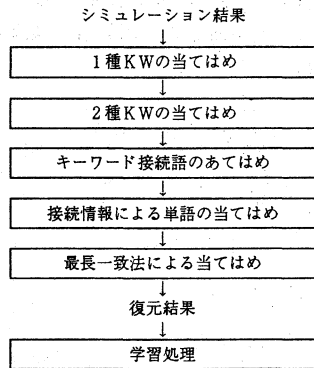 シミュレーション結果
↓
1種KWの当てはめ
↓
2種KWの当てはめ
↓
キーワード接続語のあてはめ
↓
接続情報による単語の当てはめ
↓
最長一致法による当てはめ
↓
復元結果
↓
学習処理